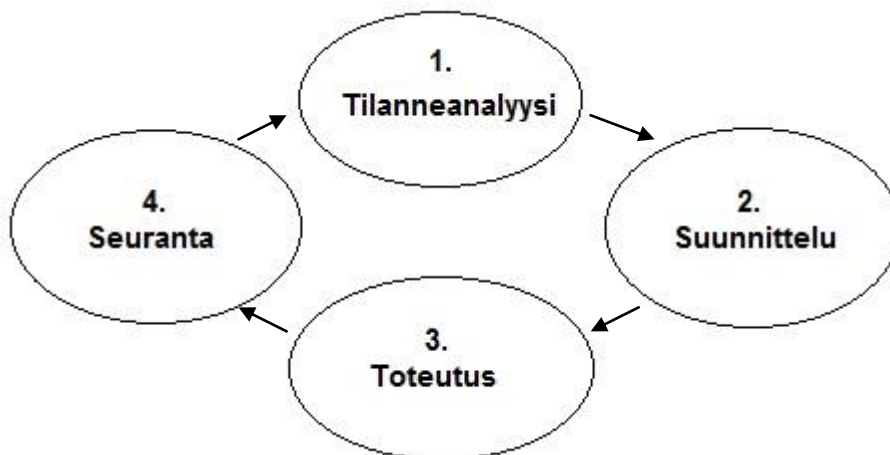 1.
Tilanneanalyysi
2.
Suunnittelu
3.
Toteutus
4.
Seuranta